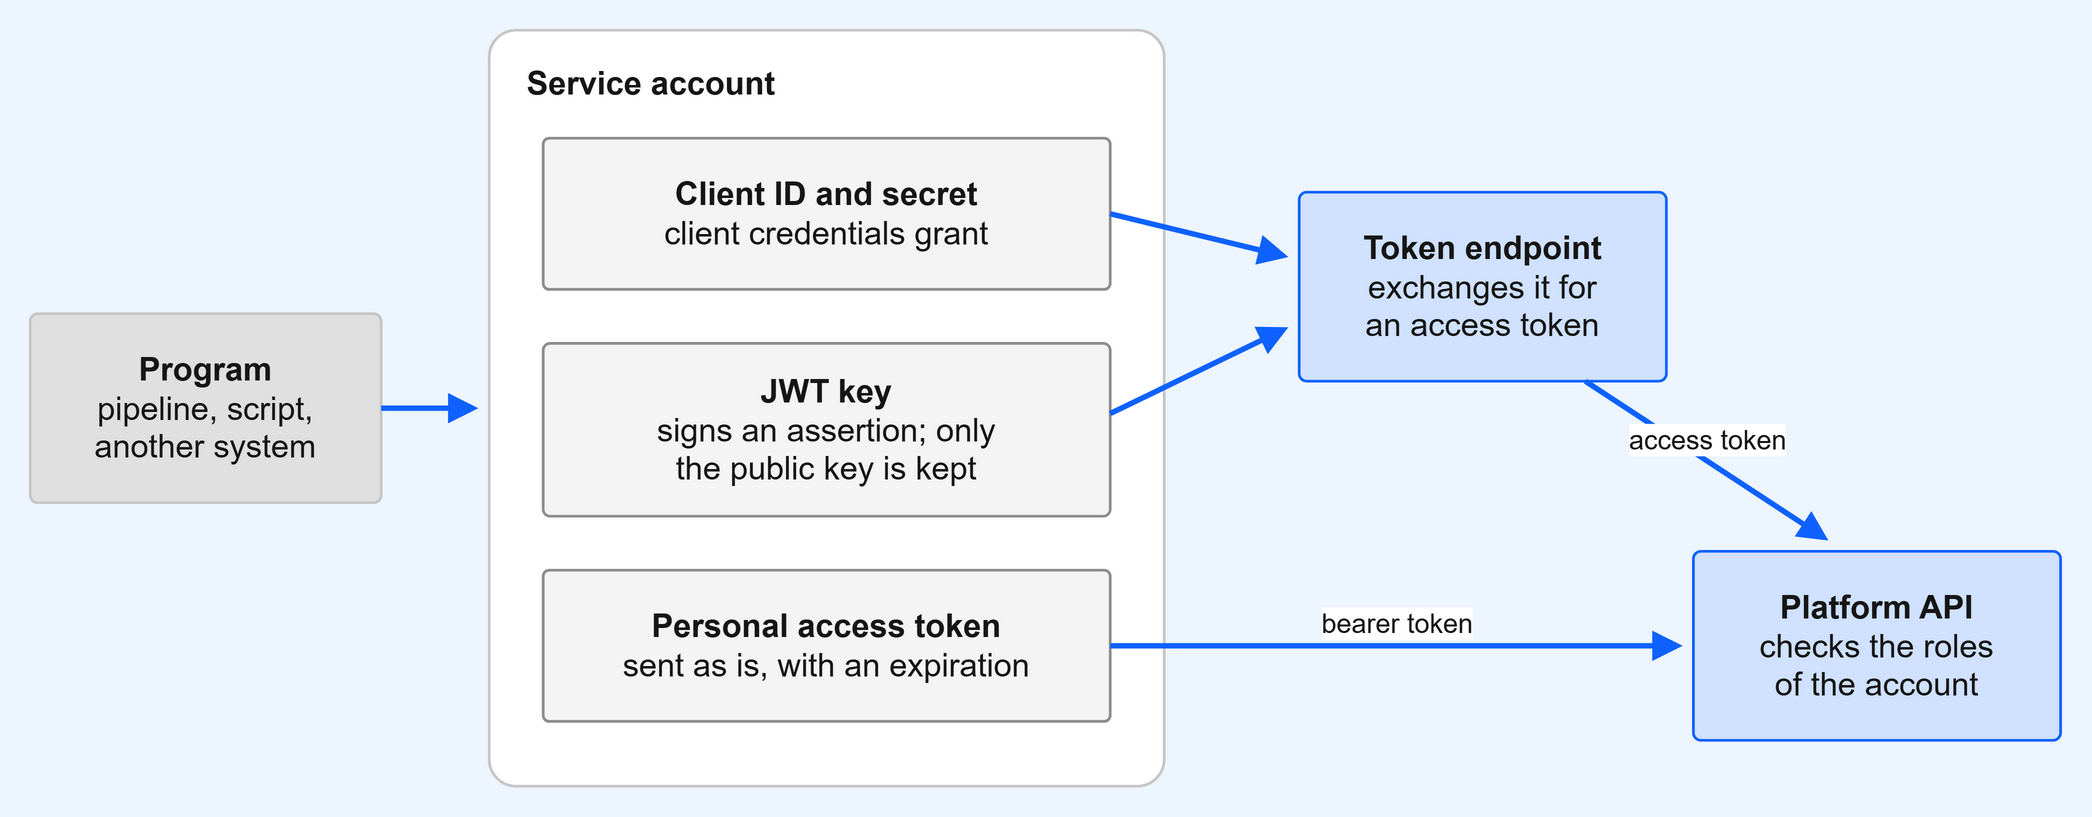 Service account
Client ID and secret
client credentials grant
Token endpoint
exchanges it for
an access token
Program
pipeline, script,
another system
JWT key
signs an assertion; only
the public key is kept
access token
Personal access token
sent as is, with an expiration
bearer token
Platform API
checks the roles
of the account